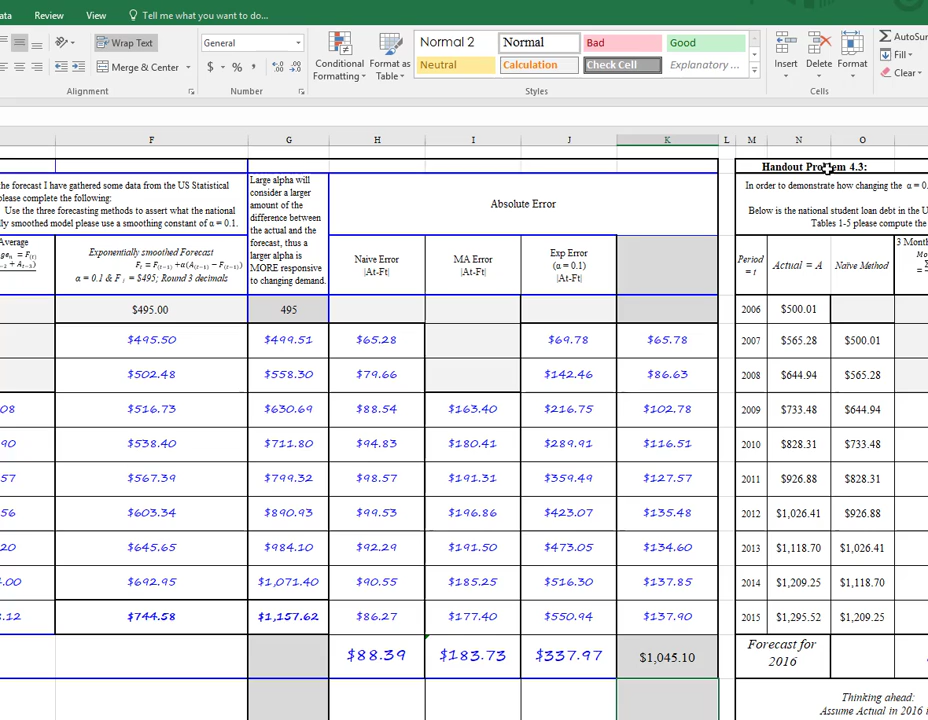 ata Review View Tell me what you want to do...
Wrap Text General Normal 2 Normal Bad Good AutoSu
Merge & Center $ % , Conditional Formatting Format as Table Neutral Calculation Check Cell Explanatory ... Insert Delete Format Fill Clear
Alignment Number Styles Cells
F G H I J K L M N O
Handout Problem 4.3:
the forecast I have gathered some data from the US Statistical
please complete the following:
Use the three forecasting methods to assert what the national
ly smoothed model please use a smoothing constant of α = 0.1.
Large alpha will
consider a larger
amount of the
difference between
the actual and the
forecast, thus a
larger alpha is
MORE responsive
to changing demand.
Absolute Error
In order to demonstrate how changing the α = 0.
Below is the national student loan debt in the U
Tables 1-5 please compute the
Average
Exponentially smoothed Forecast
Fₜ = F(t−1) +α(A(t−1) − F(t−1))
α = 0.1 & F ₁ = $495; Round 3 decimals
Naive Error
|At-Ft|
MA Error
|At-Ft|
Exp Error
(α = 0.1)
|At-Ft|
Period
= t
Actual = A
Naive Method
3 Month
Mo
$495.00 495 2006 $500.01
$495.50 $499.51 $65.28 $69.78 $65.78 2007 $565.28 $500.01
$502.48 $558.30 $79.66 $142.46 $86.63 2008 $644.94 $565.28
08 $516.73 $630.69 $88.54 $163.40 $216.75 $102.78 2009 $733.48 $644.94
90 $538.40 $711.80 $94.83 $180.41 $289.91 $116.51 2010 $828.31 $733.48
57 $567.39 $799.32 $98.57 $191.31 $359.49 $127.57 2011 $926.88 $828.31
56 $603.34 $890.93 $99.53 $196.86 $423.07 $135.48 2012 $1,026.41 $926.88
20 $645.65 $984.10 $92.29 $191.50 $473.05 $134.60 2013 $1,118.70 $1,026.41
.00 $692.95 $1,071.40 $90.55 $185.25 $516.30 $137.85 2014 $1,209.25 $1,118.70
.12 $744.58 $1,157.62 $86.27 $177.40 $550.94 $137.90 2015 $1,295.52 $1,209.25
$88.39 $183.73 $337.97 $1,045.10
Forecast for
2016
Thinking ahead:
Assume Actual in 2016 i